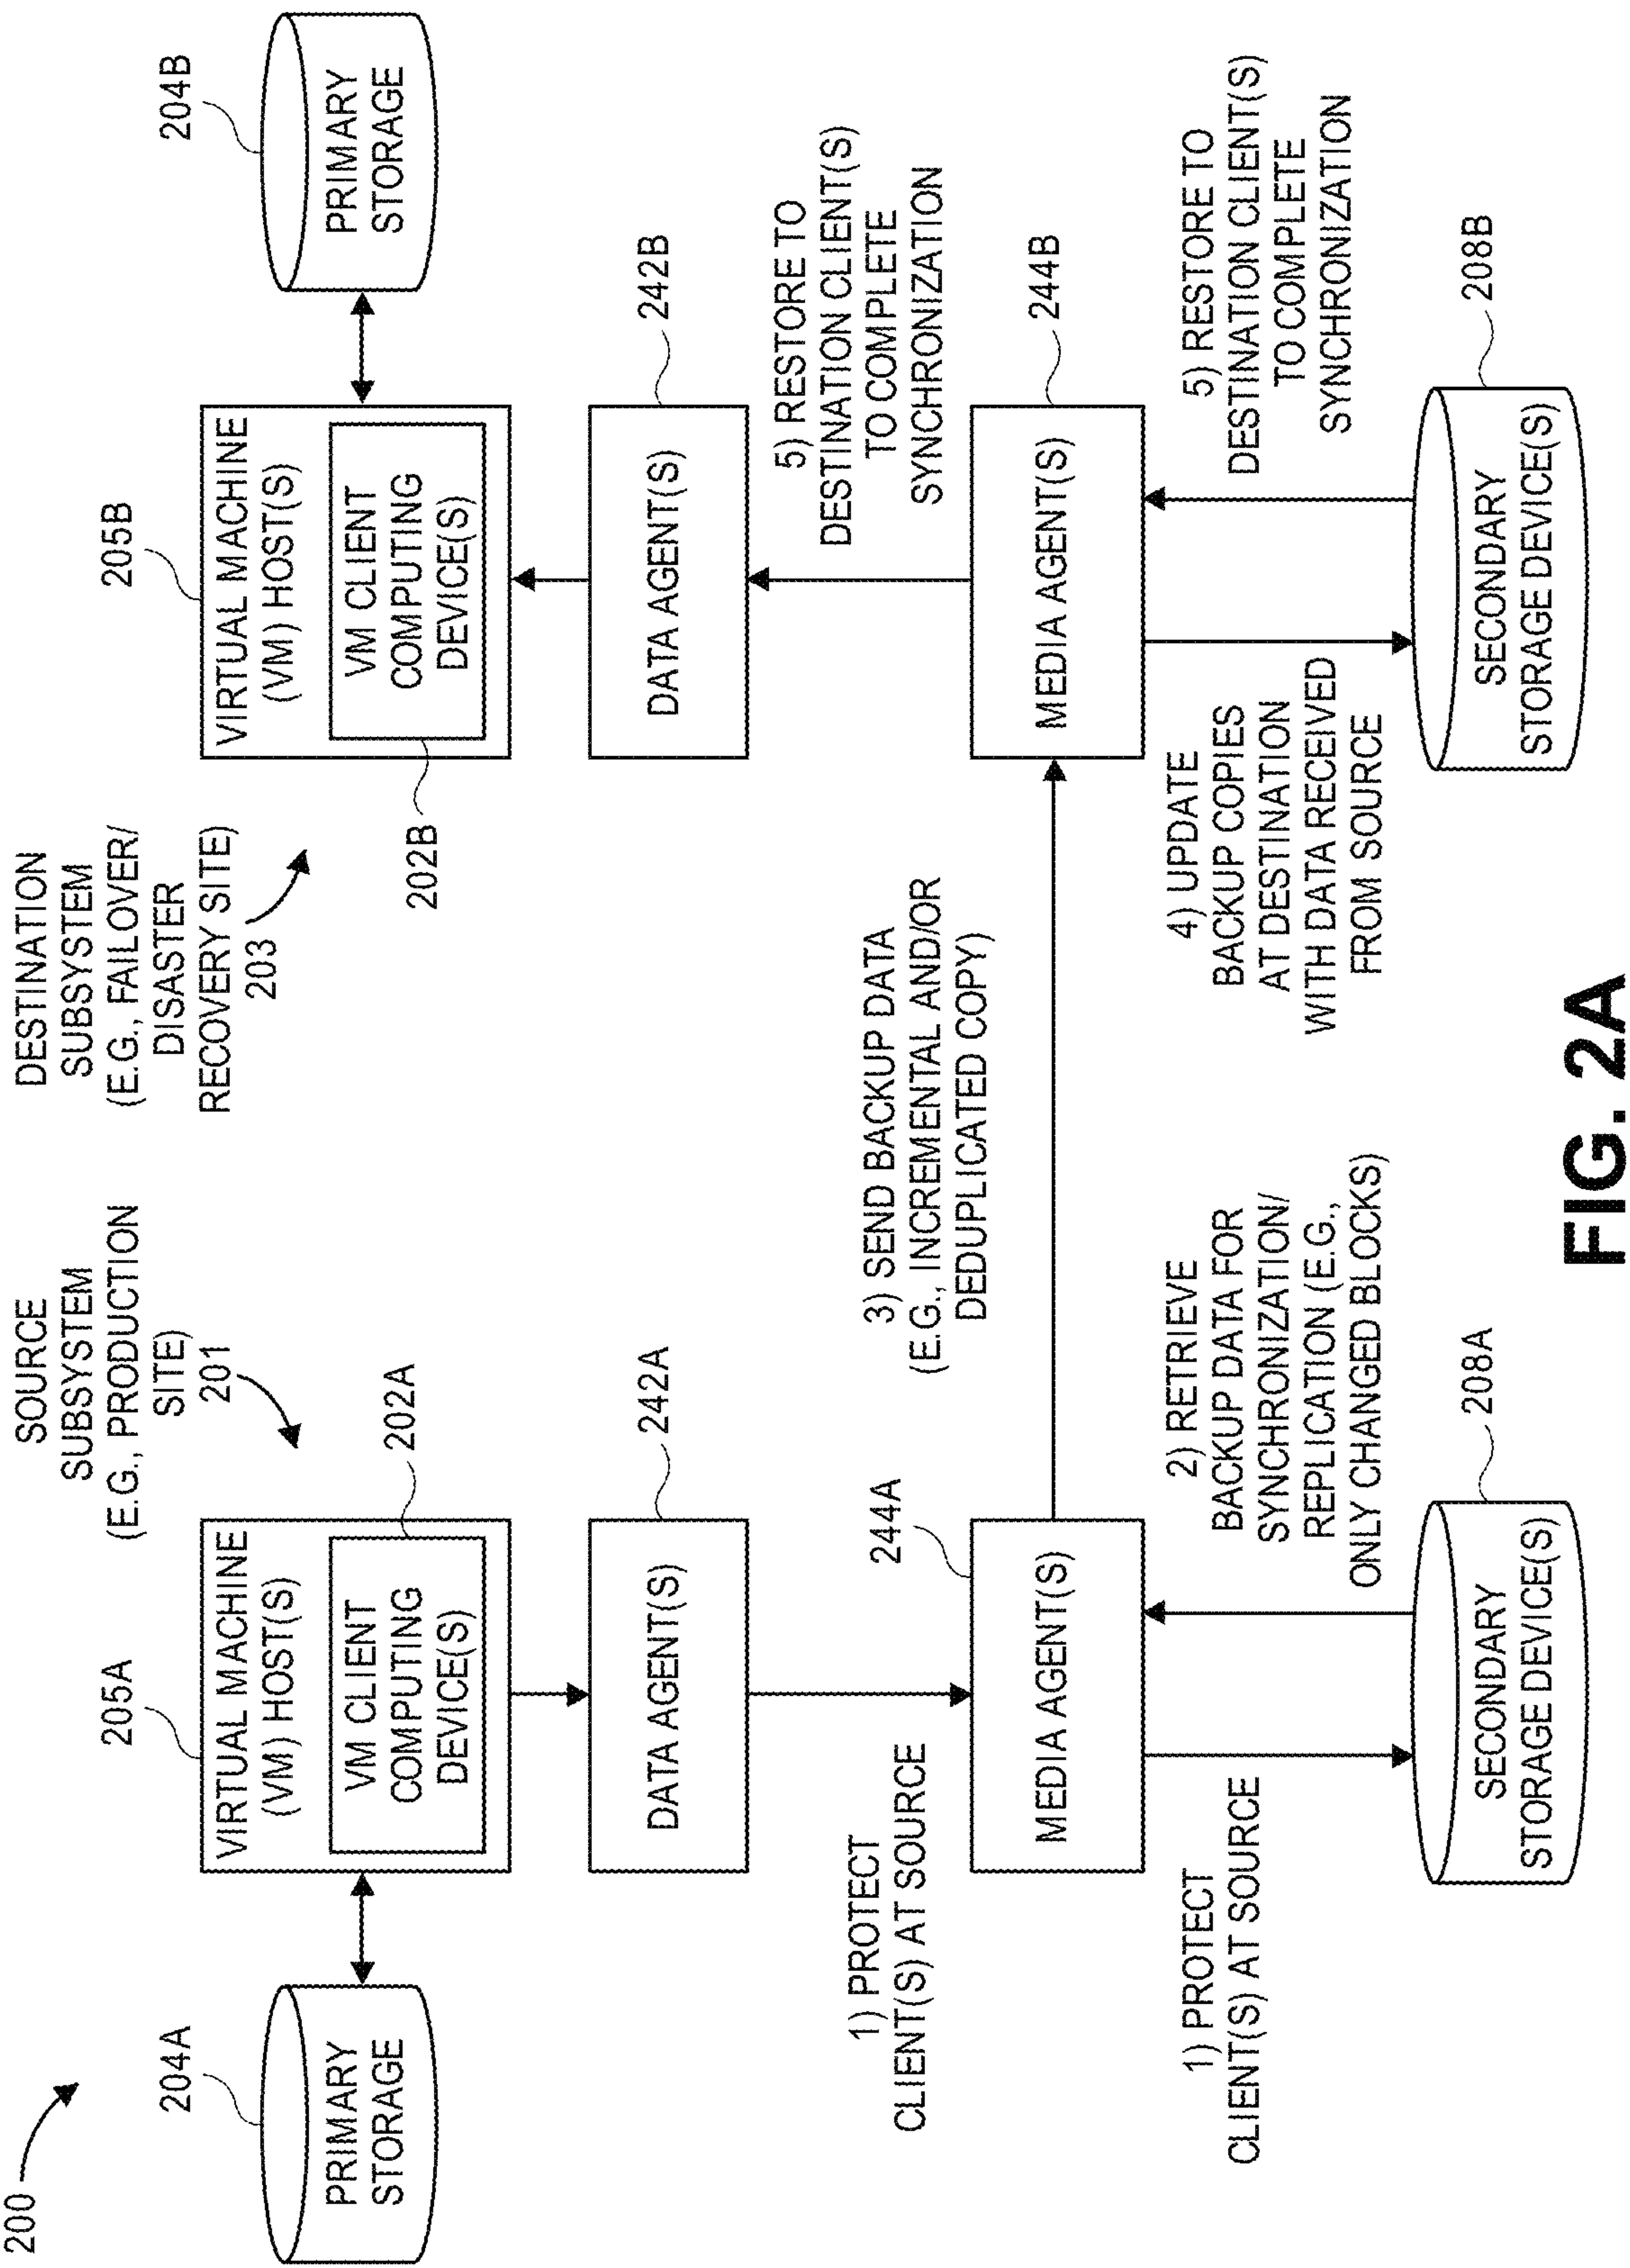 200
SOURCE
SUBSYSTEM
(E.G., PRODUCTION
SITE)
201
DESTINATION
SUBSYSTEM
(E.G., FAILOVER/
DISASTER
RECOVERY SITE)
203
204A
PRIMARY
STORAGE
205A
VIRTUAL MACHINE
(VM) HOST(S)
VM CLIENT
COMPUTING
DEVICE(S)
202A
205B
VIRTUAL MACHINE
(VM) HOST(S)
VM CLIENT
COMPUTING
DEVICE(S)
202B
204B
PRIMARY
STORAGE
DATA AGENT(S)
242A
DATA AGENT(S)
242B
1) PROTECT
CLIENT(S) AT SOURCE
244A
3) SEND BACKUP DATA
(E.G., INCREMENTAL AND/OR
DEDUPLICATED COPY)
5) RESTORE TO
DESTINATION CLIENT(S)
TO COMPLETE
SYNCHRONIZATION
MEDIA AGENT(S)
MEDIA AGENT(S)
244B
1) PROTECT
CLIENT(S) AT SOURCE
2) RETRIEVE
BACKUP DATA FOR
SYNCHRONIZATION/
REPLICATION (E.G.,
ONLY CHANGED BLOCKS)
4) UPDATE
BACKUP COPIES
AT DESTINATION
WITH DATA RECEIVED
FROM SOURCE
5) RESTORE TO
DESTINATION CLIENT(S)
TO COMPLETE
SYNCHRONIZATION
SECONDARY
STORAGE DEVICE(S)
208A
SECONDARY
STORAGE DEVICE(S)
208B
FIG. 2A